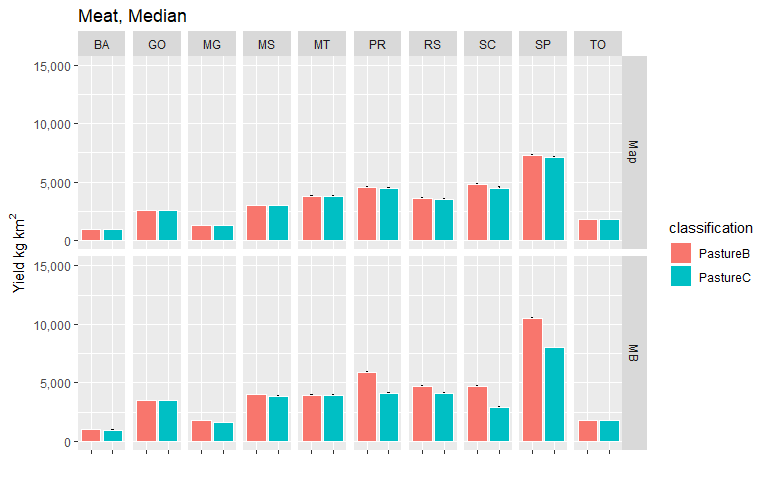 Meat, Median
BA GO MG MS MT PR RS SC SP TO
15,000
10,000
5,000
0
Map
15,000
10,000
5,000
0
MB
Yield kg km²
classification
PastureB
PastureC